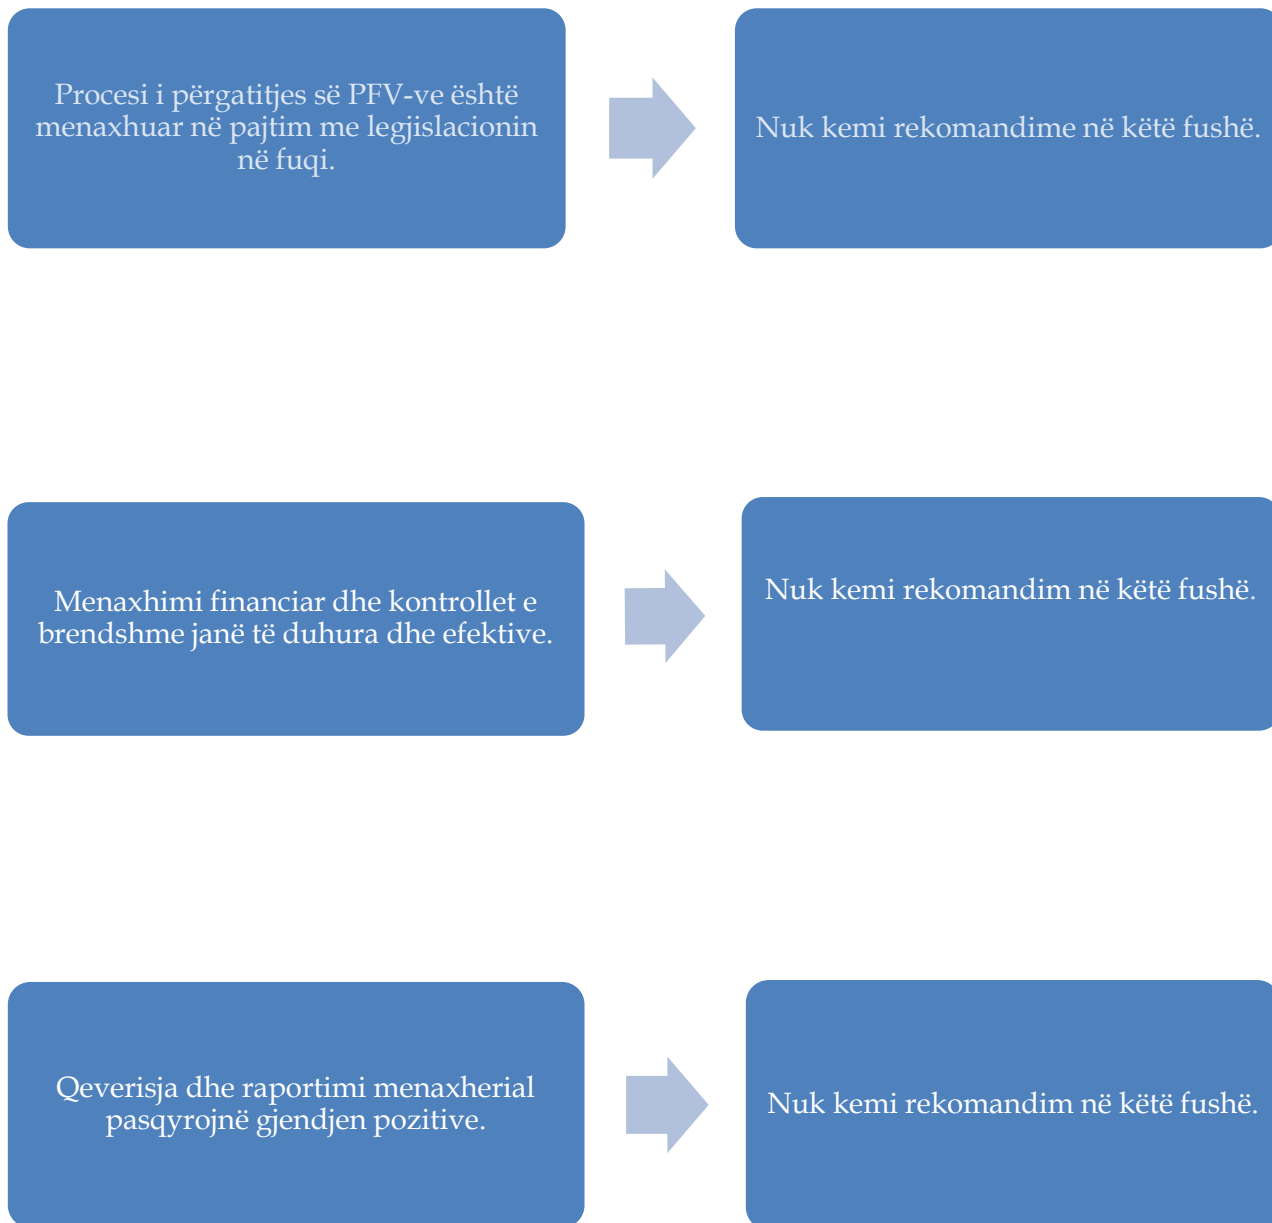 Procesi i përgatitjes së PFV-ve është
menaxhuar në pajtim me legjislacionin
në fuqi.
Nuk kemi rekomandime në këtë fushë.
Menaxhimi financiar dhe kontrollet e
brendshme janë të duhura dhe efektive.
Nuk kemi rekomandim në këtë fushë.
Qeverisja dhe raportimi menaxherial
pasqyrojnë gjendjen pozitive.
Nuk kemi rekomandim në këtë fushë.